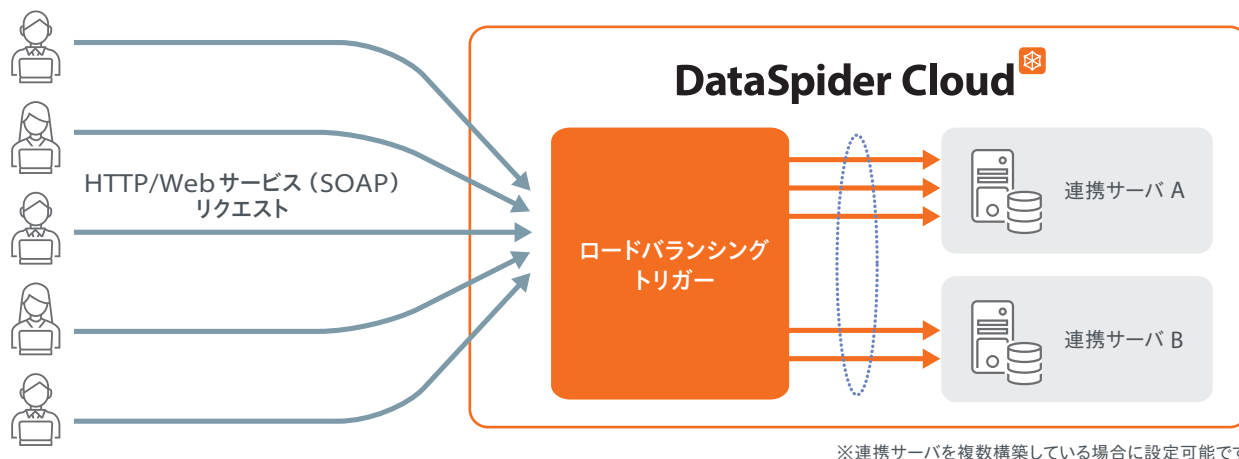 DataSpider Cloud
HTTP/Webサービス（SOAP）
リクエスト
ロードバランシング
トリガー
連携サーバ A
連携サーバ B
※連携サーバを複数構築している場合に設定可能です